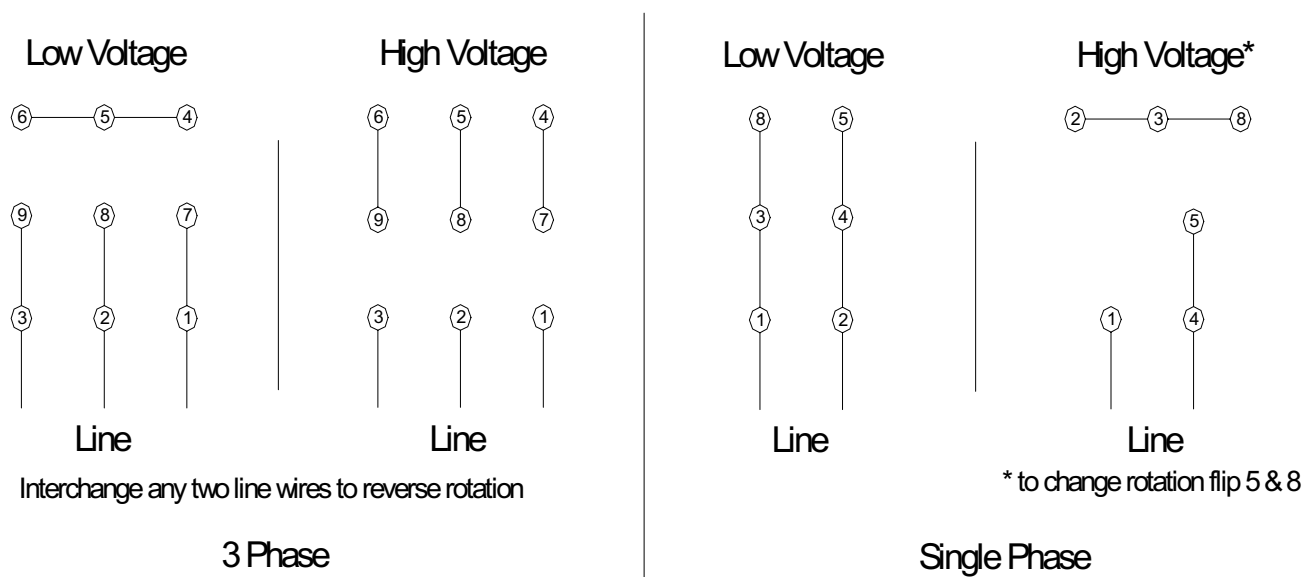 Low Voltage
6 5 4
9 8 7
3 2 1
Line
High Voltage
6 5 4
9 8 7
3 2 1
Line
Interchange any two line wires to reverse rotation
3 Phase
Low Voltage
8 5
3 4
1 2
Line
High Voltage*
2 3 8
5
1 4
Line
* to change rotation flip 5 & 8
Single Phase